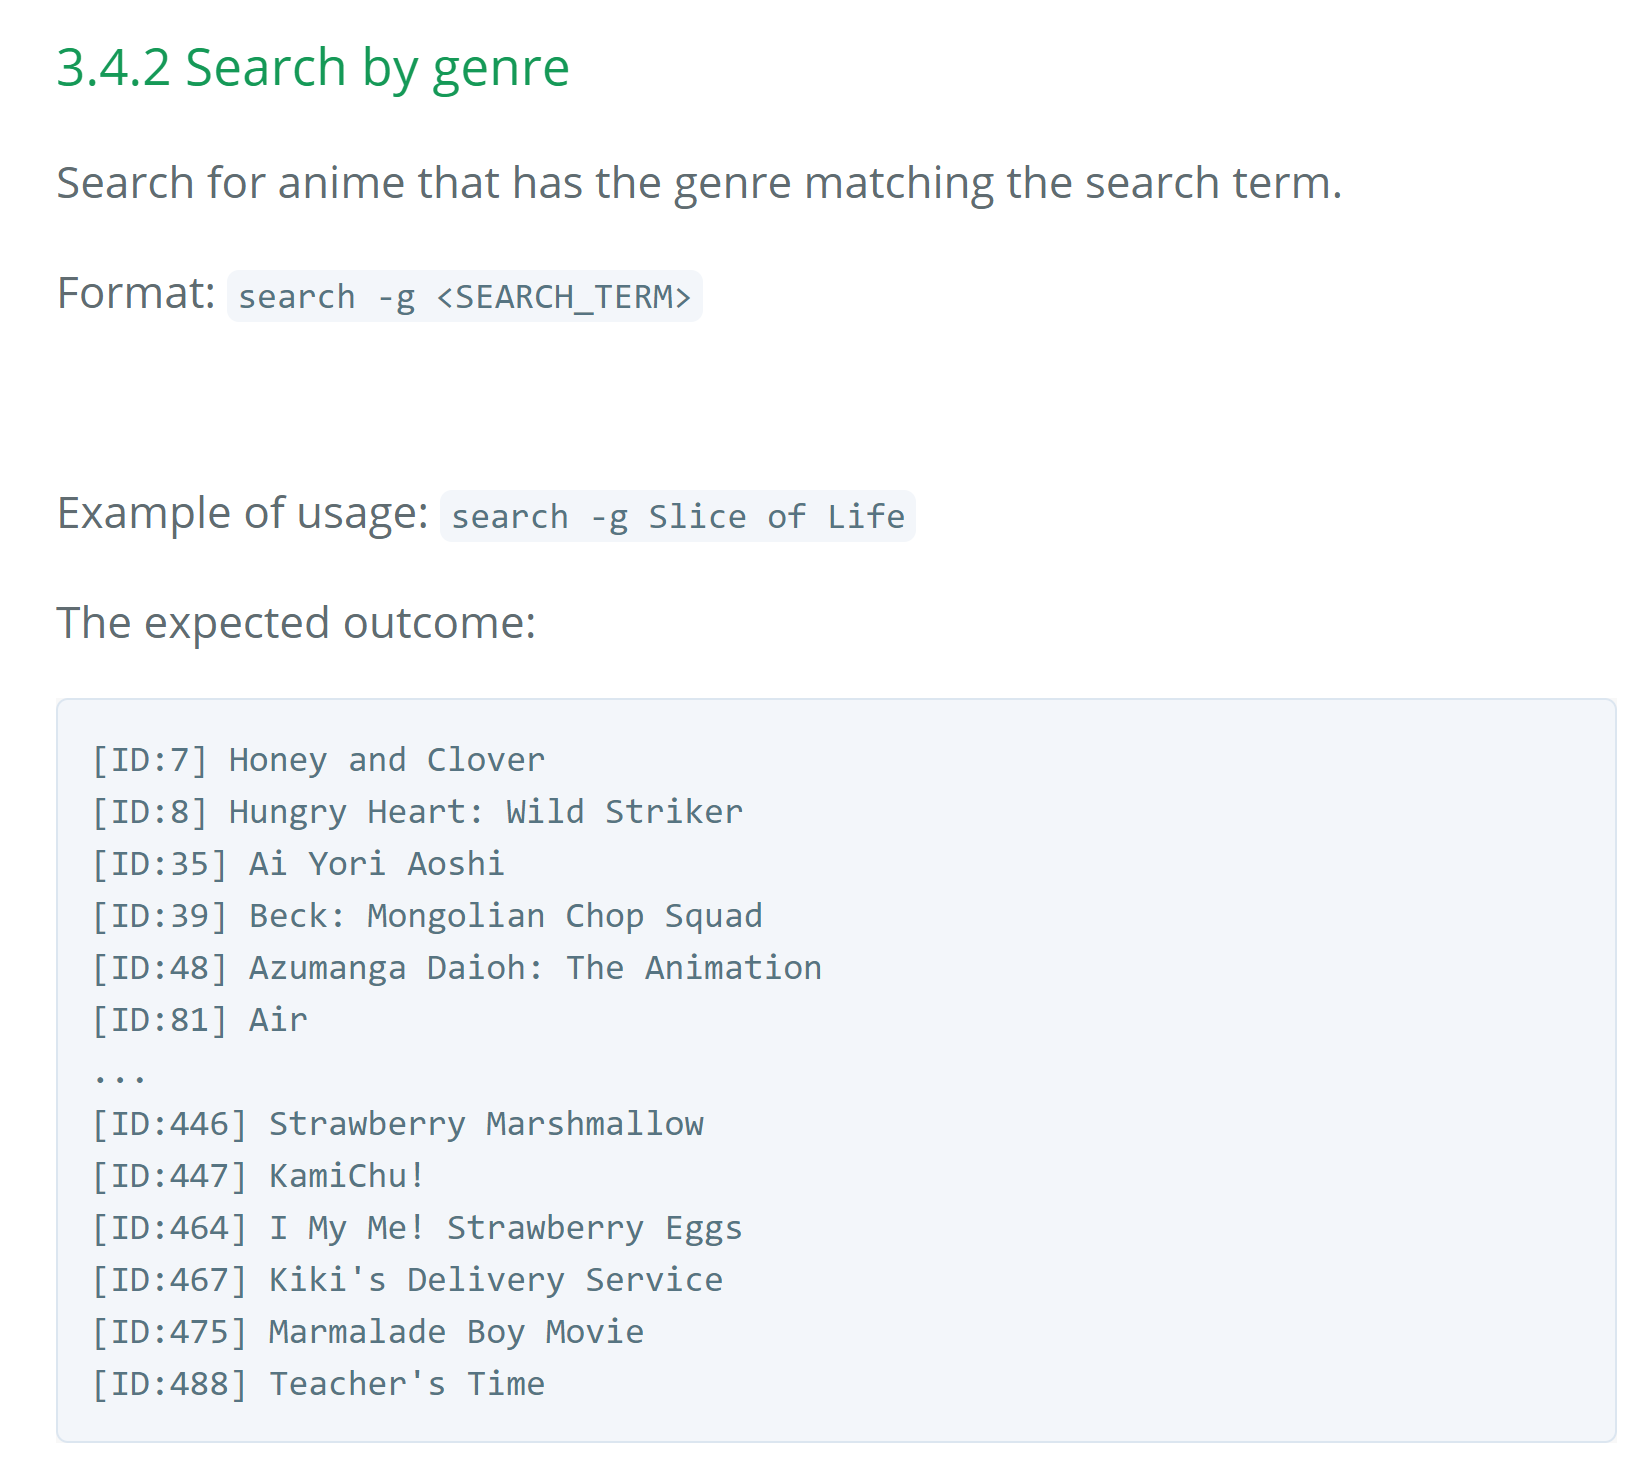 3.4.2 Search by genre
Search for anime that has the genre matching the search term.
Format: search -g <SEARCH_TERM>
Example of usage: search -g Slice of Life
The expected outcome:
[ID:7] Honey and Clover
[ID:8] Hungry Heart: Wild Striker
[ID:35] Ai Yori Aoshi
[ID:39] Beck: Mongolian Chop Squad
[ID:48] Azumanga Daioh: The Animation
[ID:81] Air
...
[ID:446] Strawberry Marshmallow
[ID:447] KamiChu!
[ID:464] I My Me! Strawberry Eggs
[ID:467] Kiki's Delivery Service
[ID:475] Marmalade Boy Movie
[ID:488] Teacher's Time